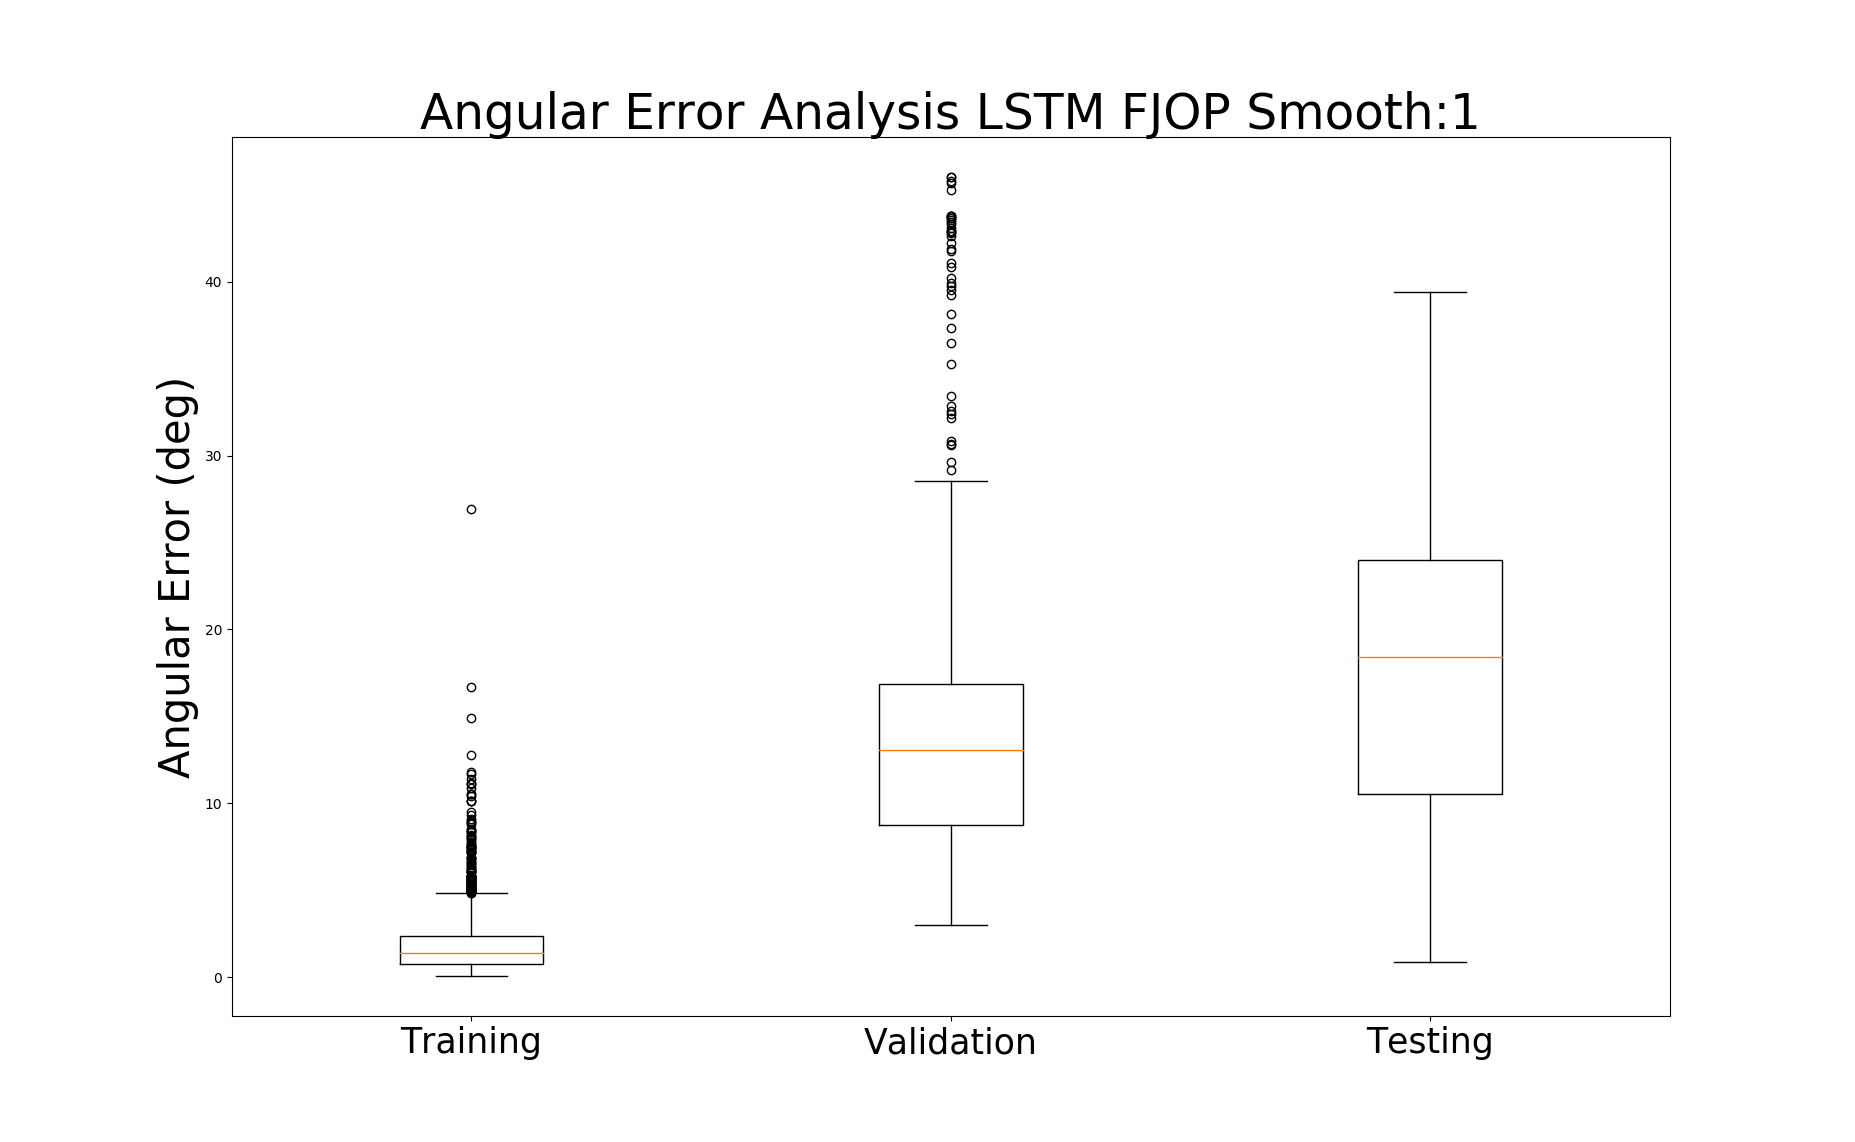 Angular Error Analysis LSTM FJOP Smooth:1
Angular Error (deg)
40
30
20
10
0
Training
Validation
Testing